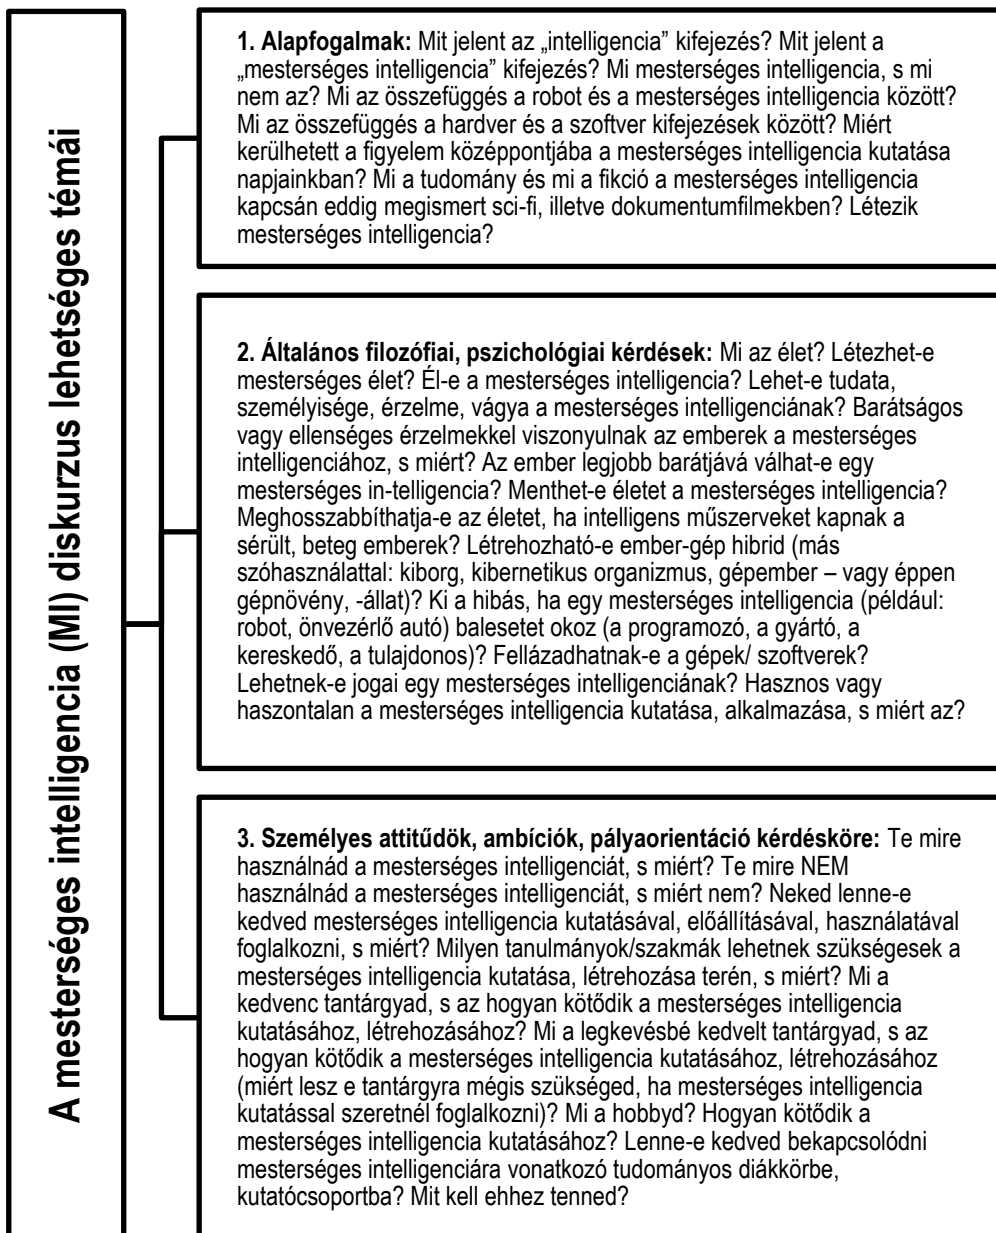 A mesterséges intelligencia (MI) diskurzus lehetséges témái
1. Alapfogalmak: Mit jelent az „intelligencia” kifejezés? Mit jelent a
„mesterséges intelligencia” kifejezés? Mi mesterséges intelligencia, s mi
nem az? Mi az összefüggés a robot és a mesterséges intelligencia között?
Mi az összefüggés a hardver és a szoftver kifejezések között? Miért
kerülhetett a figyelem középpontjába a mesterséges intelligencia kutatása
napjainkban? Mi a tudomány és mi a fikció a mesterséges intelligencia
kapcsán eddig megismert sci-fi, illetve dokumentumfilmekben? Létezik
mesterséges intelligencia?
2. Általános filozófiai, pszichológiai kérdések: Mi az élet? Létezhet-e
mesterséges élet? Él-e a mesterséges intelligencia? Lehet-e tudata,
személyisége, érzelme, vágya a mesterséges intelligenciának? Barátságos
vagy ellenséges érzelmekkel viszonyulnak az emberek a mesterséges
intelligenciához, s miért? Az ember legjobb barátjává válhat-e egy
mesterséges in-telligencia? Menthet-e életet a mesterséges intelligencia?
Meghosszabbíthatja-e az életet, ha intelligens műszerveket kapnak a
sérült, beteg emberek? Létrehozható-e ember-gép hibrid (más
szóhasználattal: kiborg, kibernetikus organizmus, gépember – vagy éppen
gépnövény, -állat)? Ki a hibás, ha egy mesterséges intelligencia (például:
robot, önvezérlő autó) balesetet okoz (a programozó, a gyártó, a
kereskedő, a tulajdonos)? Fellázadhatnak-e a gépek/ szoftverek?
Lehetnek-e jogai egy mesterséges intelligenciának? Hasznos vagy
haszontalan a mesterséges intelligencia kutatása, alkalmazása, s miért az?
3. Személyes attitűdök, ambíciók, pályaorientáció kérdésköre: Te mire
használnád a mesterséges intelligenciát, s miért? Te mire NEM
használnád a mesterséges intelligenciát, s miért nem? Neked lenne-e
kedved mesterséges intelligencia kutatásával, előállításával, használatával
foglalkozni, s miért? Milyen tanulmányok/szakmák lehetnek szükségesek a
mesterséges intelligencia kutatása, létrehozása terén, s miért? Mi a
kedvenc tantárgyad, s az hogyan kötődik a mesterséges intelligencia
kutatásához, létrehozásához? Mi a legkevésbé kedvelt tantárgyad, s az
hogyan kötődik a mesterséges intelligencia kutatásához, létrehozásához
(miért lesz e tantárgyra mégis szükséged, ha mesterséges intelligencia
kutatással szeretnél foglalkozni)? Mi a hobbyd? Hogyan kötődik a
mesterséges intelligencia kutatásához? Lenne-e kedved bekapcsolódni
mesterséges intelligenciára vonatkozó tudományos diákkörbe,
kutatócsoportba? Mit kell ehhez tenned?